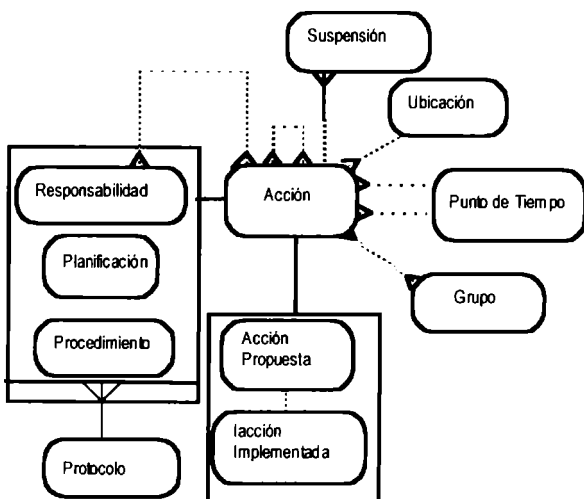 Suspensión
Ubicación
Responsabilidad
Acción
Punto de Tiempo
Planificación
Grupo
Procedimiento
Acción
Propuesta
Iacción
Implementada
Protocolo